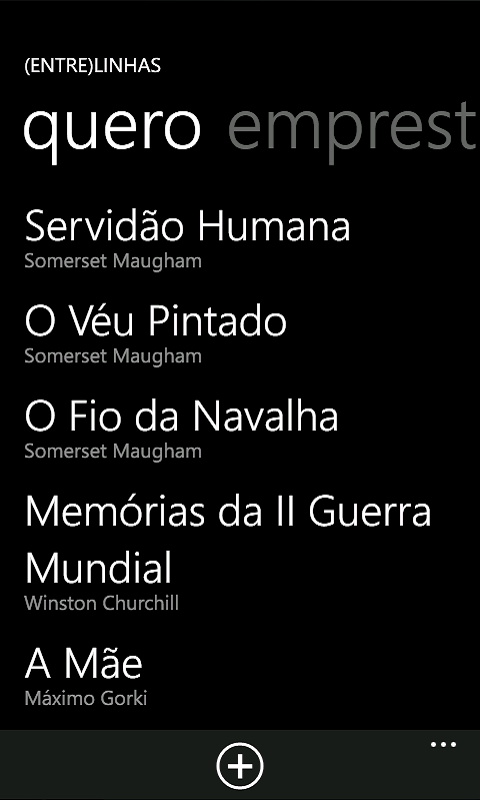 (ENTRE)LINHAS
quero emprest
Servidão Humana
Somerset Maugham
O Véu Pintado
Somerset Maugham
O Fio da Navalha
Somerset Maugham
Memórias da II Guerra
Mundial
Winston Churchill
A Mãe
Máximo Gorki